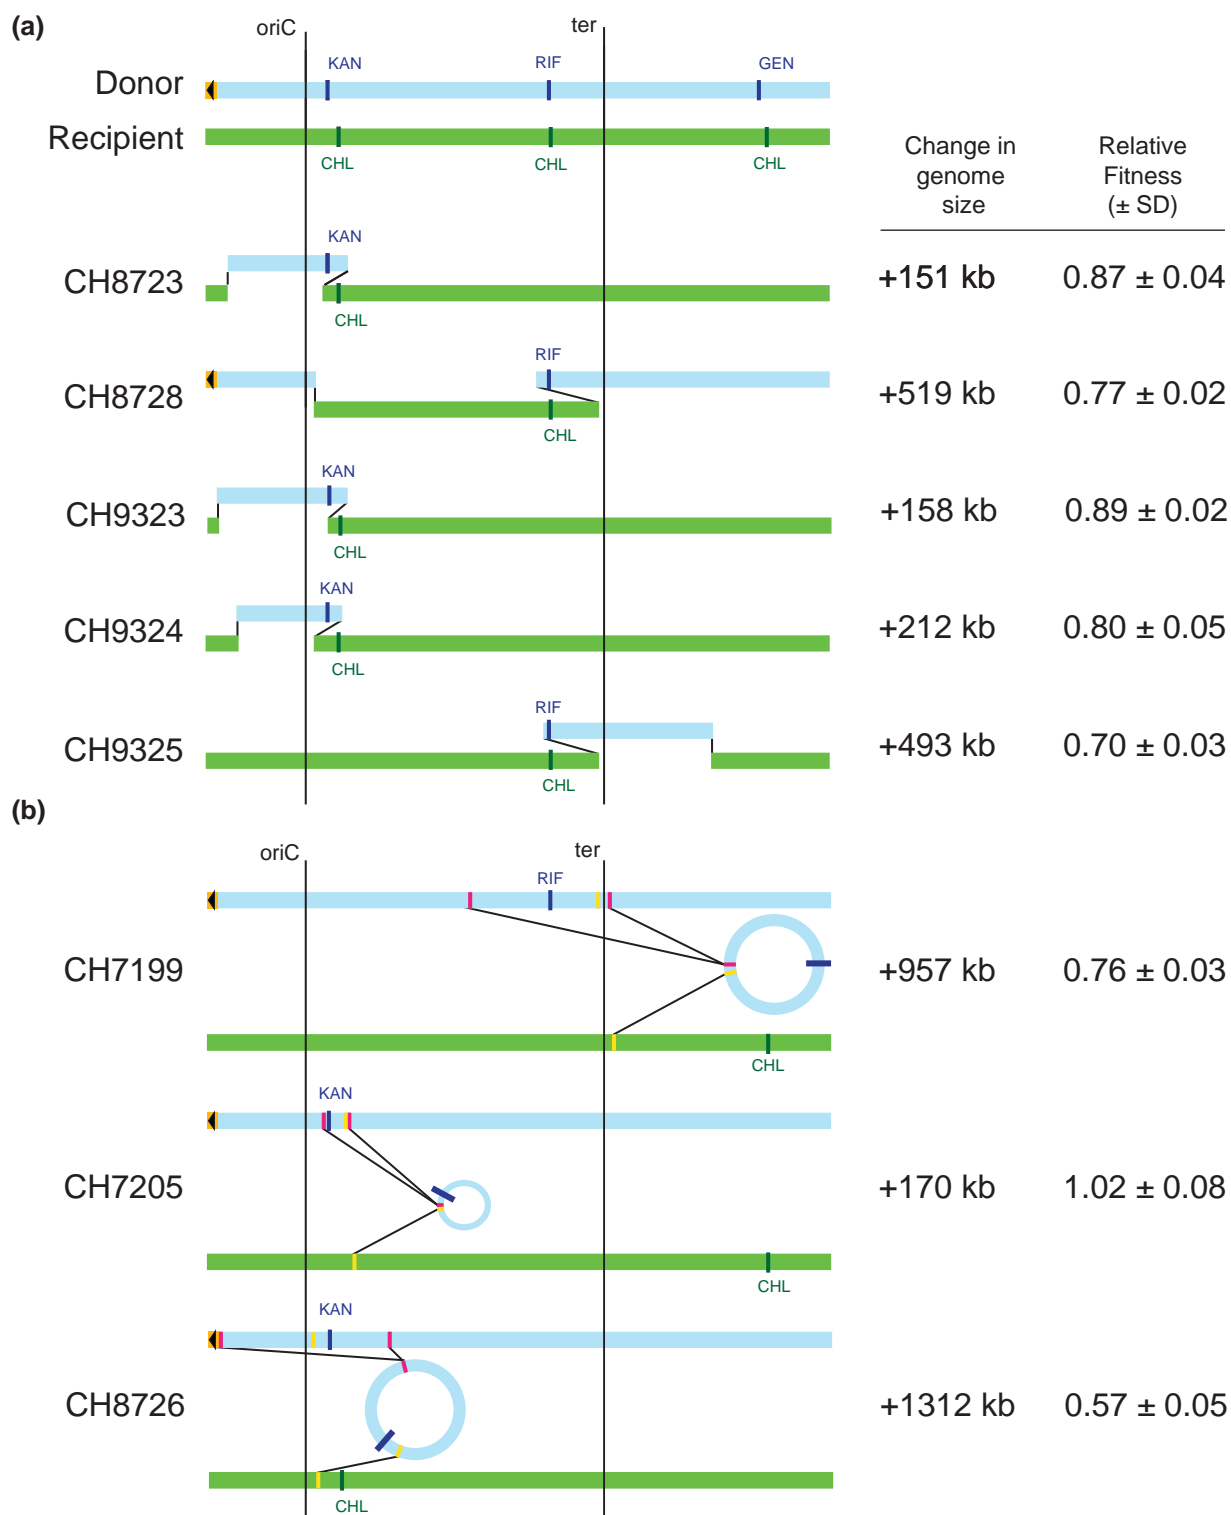 (a)
oriC
ter
KAN
RIF
GEN
Donor
Recipient
CHL
CHL
CHL
Change in
genome
size
Relative
Fitness
(± SD)
KAN
CH8723
CHL
+151 kb
0.87 ± 0.04
RIF
CH8728
CHL
+519 kb
0.77 ± 0.02
KAN
CH9323
CHL
+158 kb
0.89 ± 0.02
KAN
CH9324
CHL
+212 kb
0.80 ± 0.05
RIF
CH9325
CHL
+493 kb
0.70 ± 0.03
(b)
oriC
ter
RIF
CH7199
CHL
+957 kb
0.76 ± 0.03
KAN
CH7205
CHL
+170 kb
1.02 ± 0.08
KAN
CH8726
CHL
+1312 kb
0.57 ± 0.05